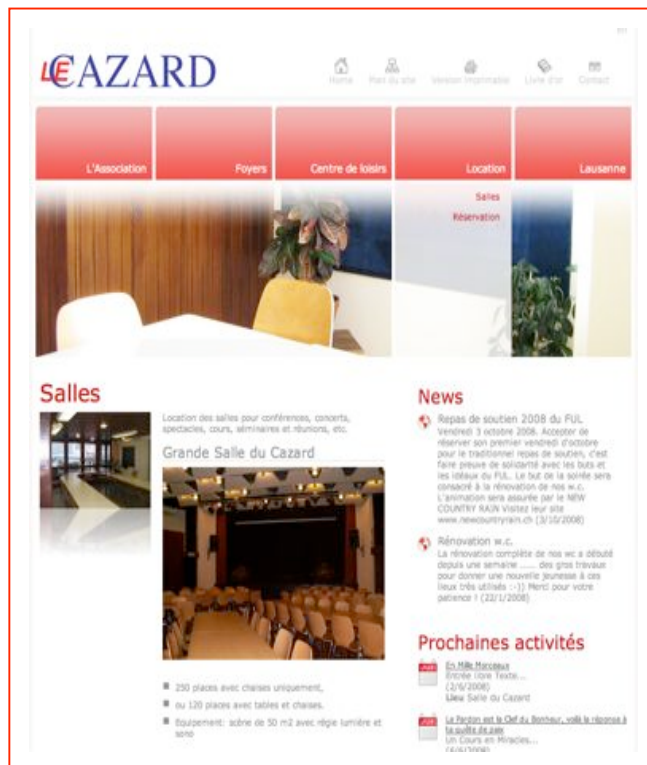 en
LE CAZARD
Home Plan du site Version imprimable Livre d'or Contact
L'Association Foyers Centre de loisirs Location Lausanne
Salles
Réservation
Salles
Location des salles pour conférences, concerts,
spectacles, cours, séminaires et réunions, etc.
Grande Salle du Cazard
250 places avec chaises uniquement,
ou 120 places avec tables et chaises.
Equipement: scène de 50 m2 avec régie lumière et
sono
News
Repas de soutien 2008 du FUL
Vendredi 3 octobre 2008. Accepter de
réserver son premier vendredi d'octobre
pour le traditionnel repas de soutien, c'est
faire preuve de solidarité avec les buts et
les idéaux du FUL. Le but de la soirée sera
consacré à la rénovation de nos w.c.
L'animation sera assurée par le NEW
COUNTRY RAIN Visitez leur site
www.newcountryrain.ch (3/10/2008)
Rénovation w.c.
La rénovation complète de nos wc a débuté
depuis une semaine ..... des gros travaux
pour donner une nouvelle jeunesse à ces
lieux très utilisés :-)) Merci pour votre
patience ! (22/1/2008)
Prochaines activités
En Mille Morceaux
Entrée libre Texte...
(2/6/2008)
Lieu Salle du Cazard
Le Pardon est la Clef du Bonheur, voilà la réponse à
ta quête de paix
Un Cours en Miracles...